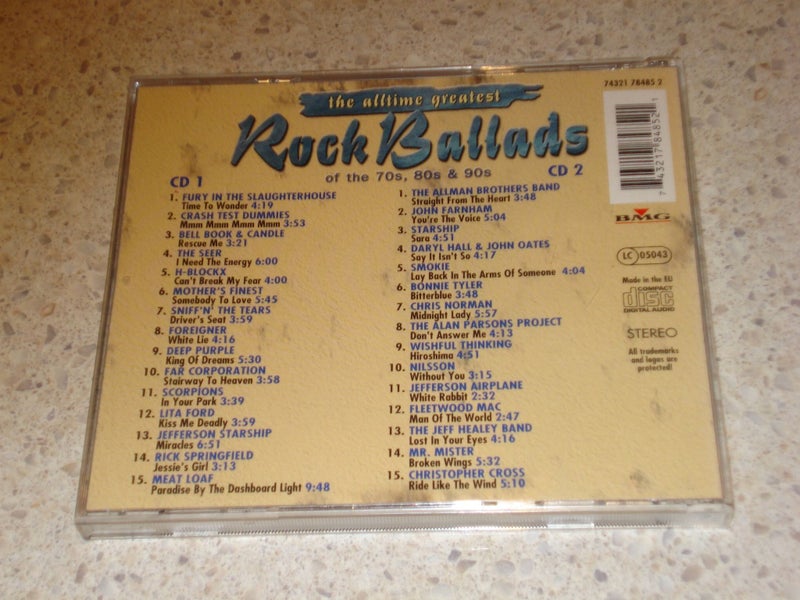 74321 78485 2
the alltime greatest
Rock Ballads
of the 70s, 80s & 90s
CD 1
1. FURY IN THE SLAUGHTERHOUSE
Time To Wonder 4:19
2. CRASH TEST DUMMIES
Mmm Mmm Mmm Mmm 3:53
3. BELL BOOK & CANDLE
Rescue Me 3:21
4. THE SEER
I Need The Energy 6:00
5. H-BLOCKX
Can't Break My Fear 4:00
6. MOTHER'S FINEST
Somebody To Love 5:45
7. SNIFF'N' THE TEARS
Driver's Seat 3:59
8. FOREIGNER
White Lie 4:16
9. DEEP PURPLE
King Of Dreams 5:30
10. FAR CORPORATION
Stairway To Heaven 3:58
11. SCORPIONS
In Your Park 3:39
12. LITA FORD
Kiss Me Deadly 3:59
13. JEFFERSON STARSHIP
Miracles 6:51
14. RICK SPRINGFIELD
Jessie's Girl 3:13
15. MEAT LOAF
Paradise By The Dashboard Light 9:48
CD 2
1. THE ALLMAN BROTHERS BAND
Straight From The Heart 3:48
2. JOHN FARNHAM
You're The Voice 5:04
3. STARSHIP
Sara 4:51
4. DARYL HALL & JOHN OATES
Say It Isn't So 4:17
5. SMOKIE
Lay Back In The Arms Of Someone 4:04
6. BONNIE TYLER
Bitterblue 3:48
7. CHRIS NORMAN
Midnight Lady 5:57
8. THE ALAN PARSONS PROJECT
Don't Answer Me 4:13
9. WISHFUL THINKING
Hiroshima 4:51
10. NILSSON
Without You 3:15
11. JEFFERSON AIRPLANE
White Rabbit 2:32
12. FLEETWOOD MAC
Man Of The World 2:47
13. THE JEFF HEALEY BAND
Lost In Your Eyes 4:16
14. MR. MISTER
Broken Wings 5:32
15. CHRISTOPHER CROSS
Ride Like The Wind 5:10
7 43217 84852 1
BMG
LC 05043
Made in the EU
COMPACT
disc
DIGITAL AUDIO
STEREO
All trademarks
and logos are
protected!